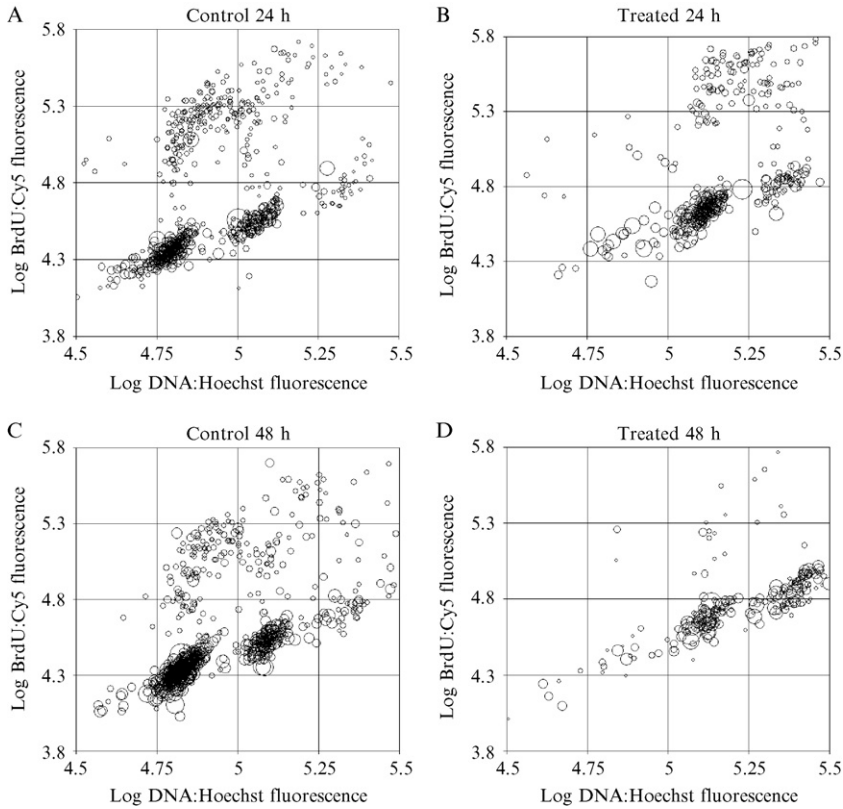 A
Control 24 h
5.8
5.3
4.8
4.3
3.8
Log BrdU:Cy5 fluorescence
4.5 4.75 5 5.25 5.5
Log DNA:Hoechst fluorescence
B
Treated 24 h
5.8
5.3
4.8
4.3
3.8
Log BrdU:Cy5 fluorescence
4.5 4.75 5 5.25 5.5
Log DNA:Hoechst fluorescence
C
Control 48 h
5.8
5.3
4.8
4.3
3.8
Log BrdU:Cy5 fluorescence
4.5 4.75 5 5.25 5.5
Log DNA:Hoechst fluorescence
D
Treated 48 h
5.8
5.3
4.8
4.3
3.8
Log BrdU:Cy5 fluorescence
4.5 4.75 5 5.25 5.5
Log DNA:Hoechst fluorescence